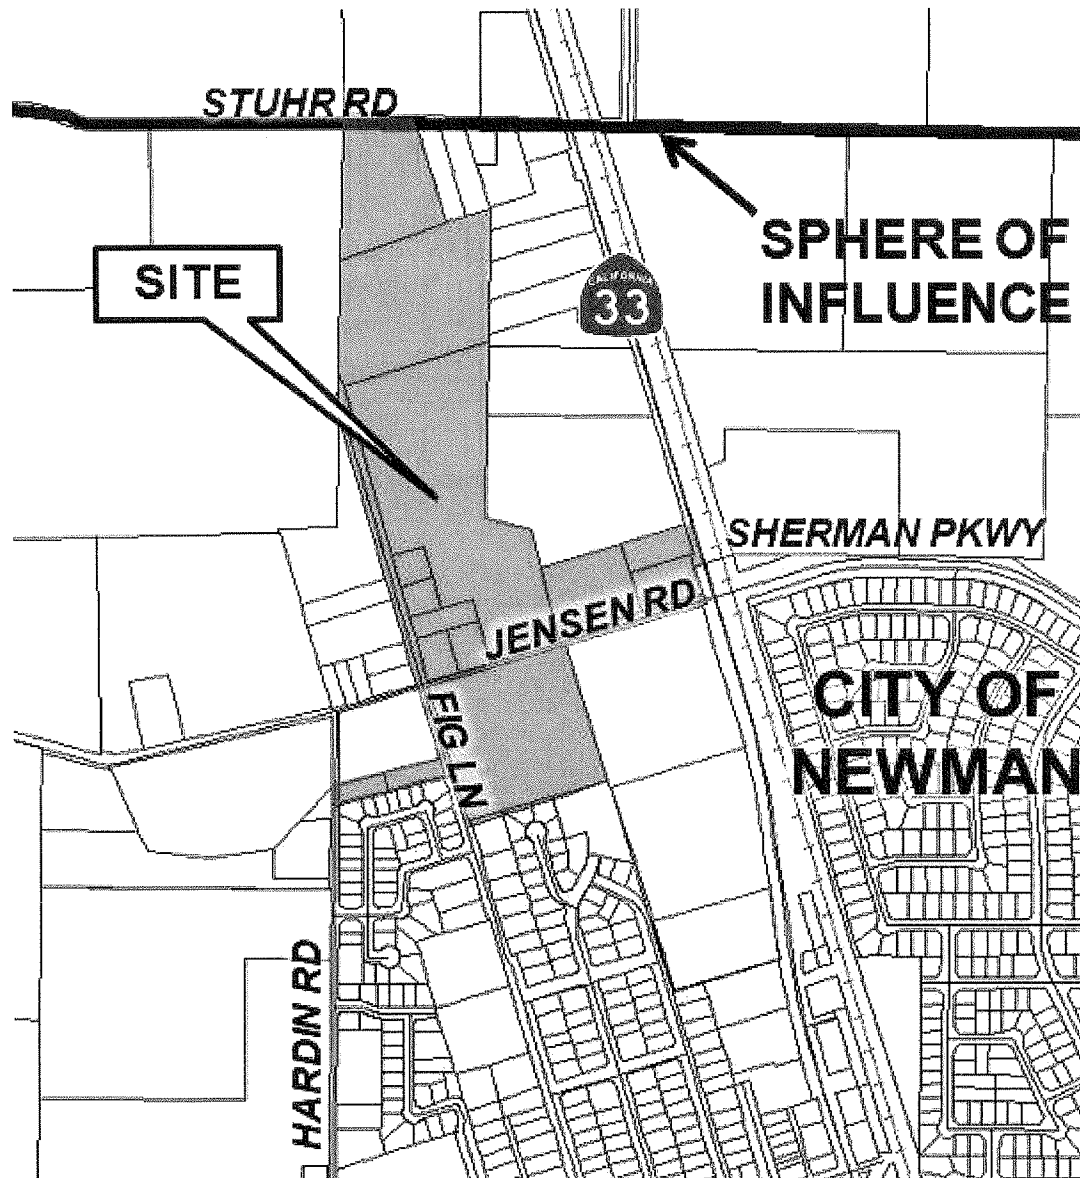 STUHR RD
SPHERE OF
INFLUENCE
SITE
CALIFORNIA
33
SHERMAN PKWY
JENSEN RD
CITY OF
NEWMAN
FIG LN
HARDIN RD